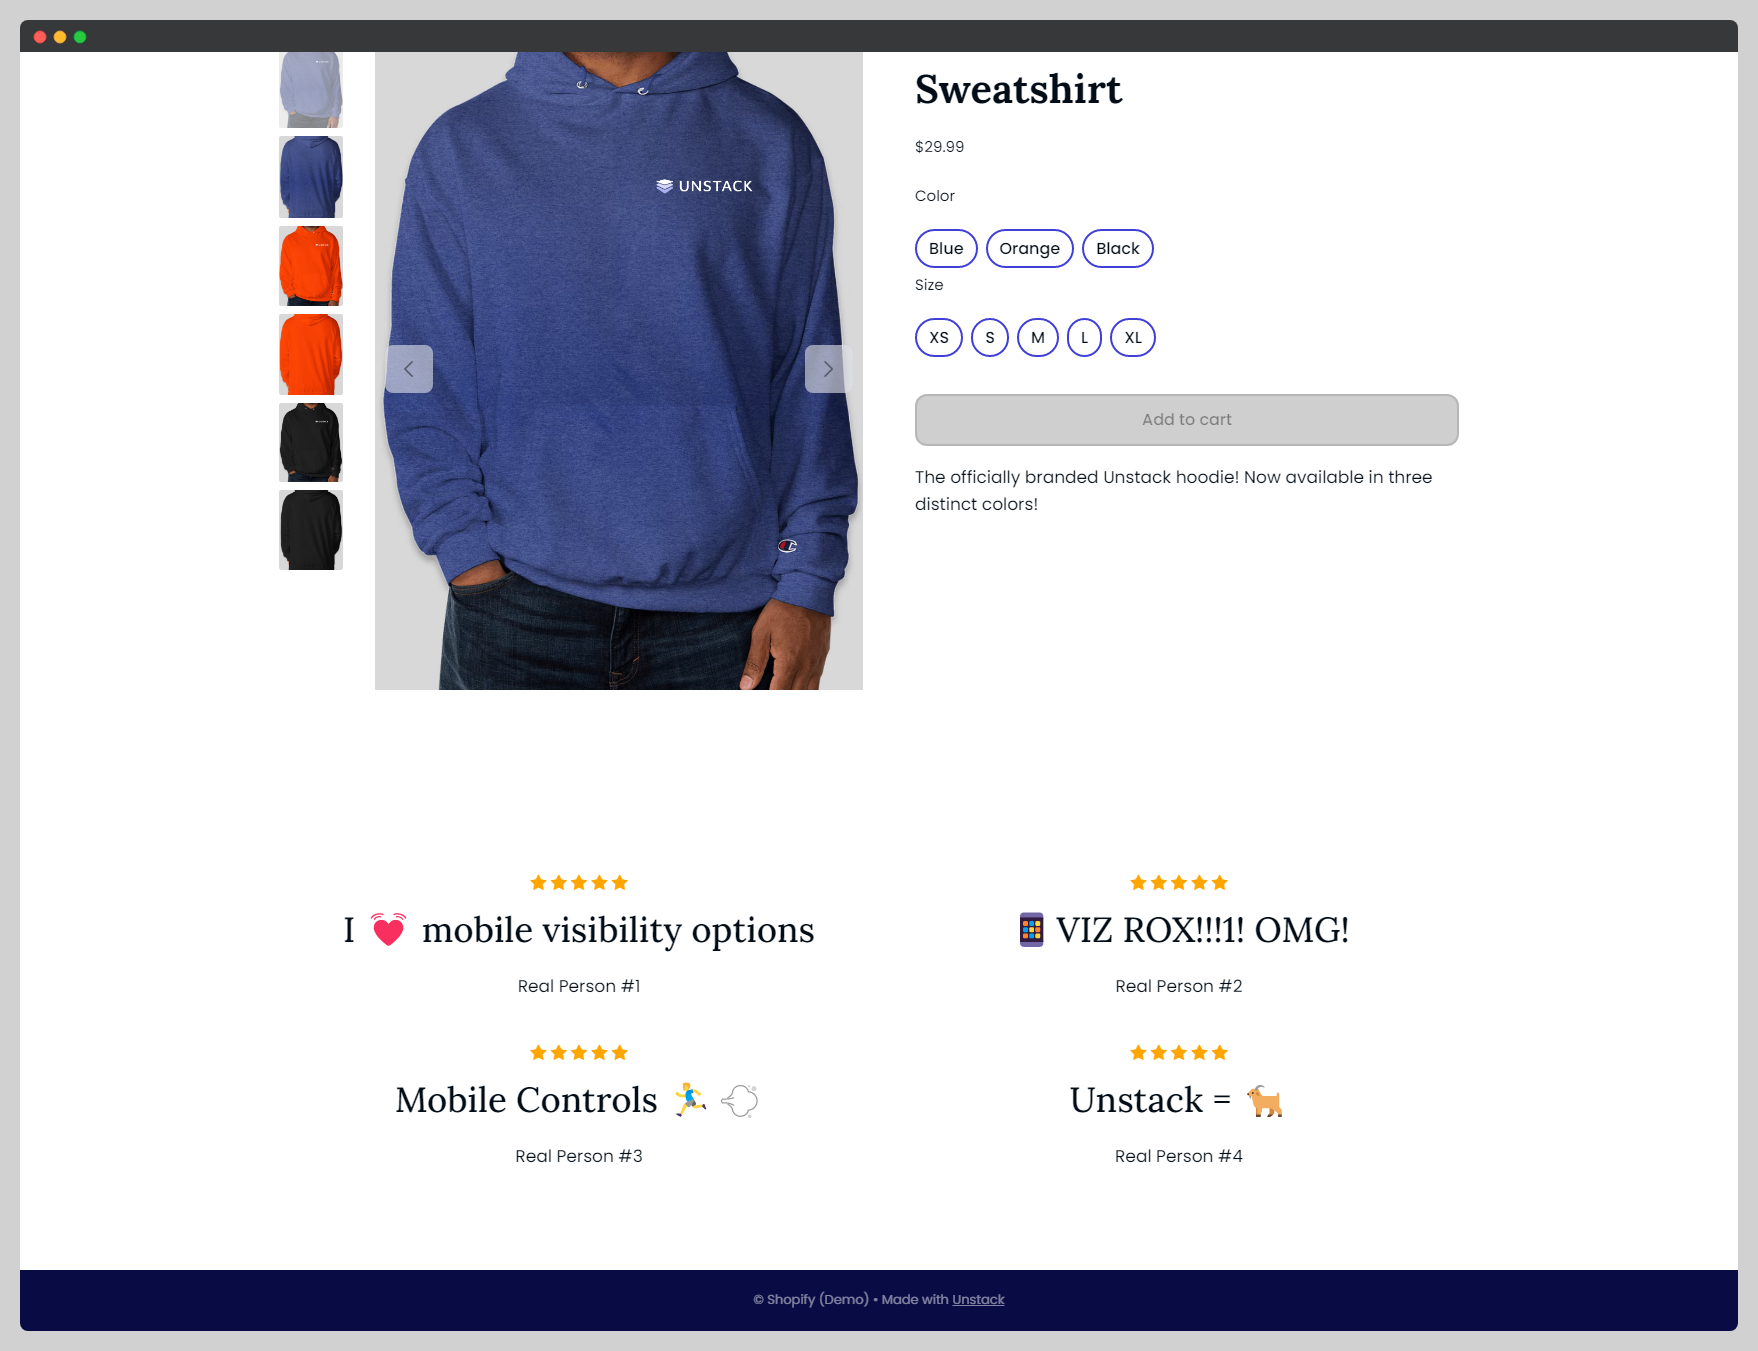 Sweatshirt
$29.99
Color
Blue Orange Black
Size
XS S M L XL
Add to cart
The officially branded Unstack hoodie! Now available in three
distinct colors!
UNSTACK
I 💓 mobile visibility options
Real Person #1
📱 VIZ ROX!!!1! OMG!
Real Person #2
Mobile Controls 🏃‍♂️ 💨
Real Person #3
Unstack = 🐐
Real Person #4
© Shopify (Demo) • Made with Unstack